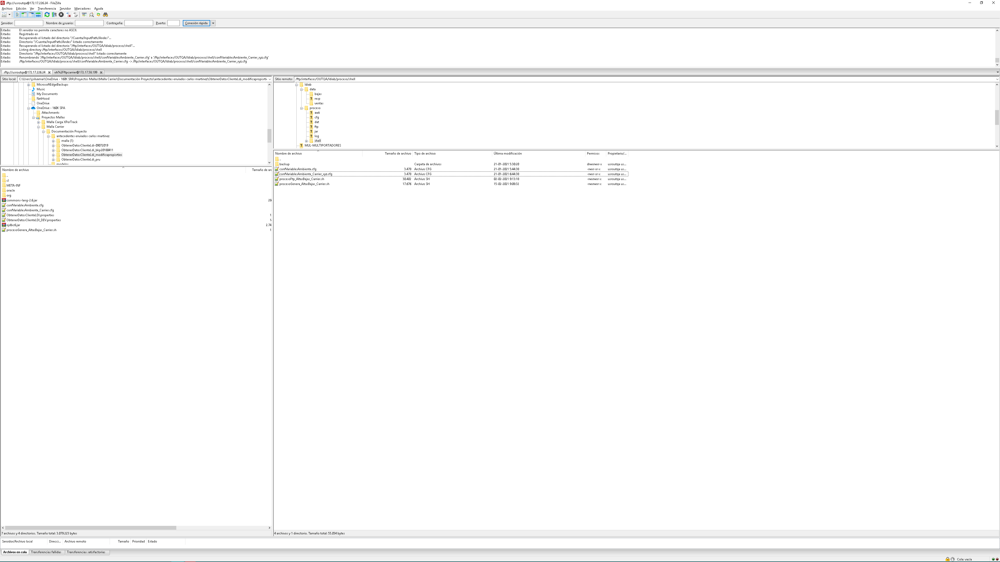 sftp://usroutqa@172.17.226.24 - FileZilla
Archivo Edición Ver Transferencia Servidor Marcadores Ayuda
Servidor: Nombre de usuario: Contraseña: Puerto: Conexión rápida
Estado: El servidor no permite caracteres no ASCII.
Estado: Registrado en
Estado: Recuperando el listado del directorio "/Cuenta/InputPath/Andes"...
Estado: Directorio "/Cuenta/InputPath/Andes" listado correctamente
Estado: Recuperando el listado del directorio "/ftp/interfaces/OUTQA/ldiab/proceso/shell"...
Estado: Listing directory /ftp/interfaces/OUTQA/ldiab/proceso/shell
Estado: Directorio "/ftp/interfaces/OUTQA/ldiab/proceso/shell" listado correctamente
Estado: Renombrando '/ftp/interfaces/OUTQA/ldiab/proceso/shell/confVariablesAmbiente_Carrier.cfg' a '/ftp/interfaces/OUTQA/ldiab/proceso/shell/confVariablesAmbiente_Carrier_xyz.cfg'
Estado: /ftp/interfaces/OUTQA/ldiab/proceso/shell/confVariablesAmbiente_Carrier.cfg -> /ftp/interfaces/OUTQA/ldiab/proceso/shell/confVariablesAmbiente_Carrier_xyz.cfg
sftp://usroutqa@172.17.226.24 vtr%2Fftpcarrier@172.17.58.199
Sitio local: C:\Users\jsilvamar\OneDrive - 160K SPA\Proyectos Mallas\Malla Carrier\Documentación Proyecto\antecedentes enviados carlos martinez\ObtenerDatosClienteLdi_modificapropisrti
MicrosoftEdgeBackups
Music
My Documents
NetHood
OneDrive
OneDrive - 160K SPA
Attachments
Proyectos Mallas
Malla Carga XPerTrack
Malla Carrier
Documentación Proyecto
antecedentes enviados carlos martinez
malla (1)
ObtenerDatosClienteLdi-09072019
ObtenerDatosClienteLdi_bkp20180411
ObtenerDatosClienteLdi_modificapropisrties
ObtenerDatosClienteLdi_pru
modelos
Nombre de archivo Tamaño de arc
..
cl
META-INF
oracle
org
commons-lang-2.6.jar 28
confVariablesAmbiente.cfg
confVariablesAmbiente_Carrier.cfg
ObtenerDatosClienteLDI.properties 1
ObtenerDatosClienteLDI_DEV.properties 1
ojdbc6.jar 2.74
procesoGenera_AltasBajas_Carrier.sh 1
7 archivos y 4 directorios. Tamaño total: 3.079.223 bytes
Sitio remoto: /ftp/interfaces/OUTQA/ldiab/proceso/shell
ldiab
data
bajas
resp
ventas
proceso
awk
cfg
dat
ftp
jar
log
shell
MUL-MULTIPORTADORES
Nombre de archivo Tamaño de archivo Tipo de archivo Última modificación Permisos Propietario/...
..
backup Carpeta de archivos 21-01-2021 5:30:20 drwxrwxr-x usroutqa us...
confVariablesAmbiente.cfg 3.478 Archivo CFG 21-01-2021 5:44:38 -rwxr-xr-x usroutqa us...
confVariablesAmbiente_Carrier_xyz.cfg 3.478 Archivo CFG 21-01-2021 6:44:38 -rwxr-xr-x usroutqa us...
procesoFtp_AltasBajas_Carrier.sh 30.402 Archivo SH 02-02-2021 9:13:18 -rwxrwxr-x usroutqa us...
procesoGenera_AltasBajas_Carrier.sh 17.676 Archivo SH 15-02-2021 9:08:32 -rwxrwxr-x usroutqa us...
4 archivos y 1 directorio. Tamaño total: 55.034 bytes
Servidor/Archivo local Direcci... Archivo remoto Tamaño Prioridad Estado
Archivos en cola Transferencias fallidas Transferencias satisfactorias
Cola: vacía